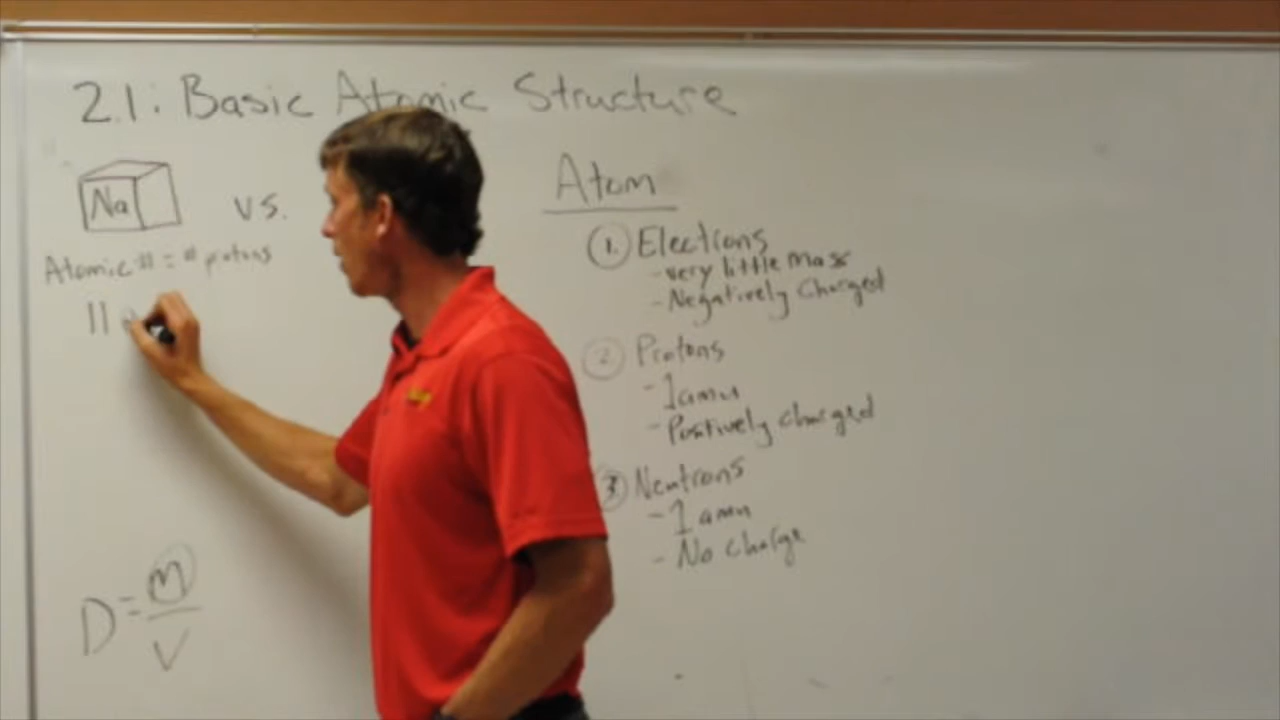 2.1: Basic Atomic Structure
Na
vs.
Atomic # = # protons
11
D = m
V
Atom
1. Electrons
- very little mass
- Negatively Charged
2 Protons
- 1 amu
- Positively charged
3. Neutrons
- 1 amu
- No charge